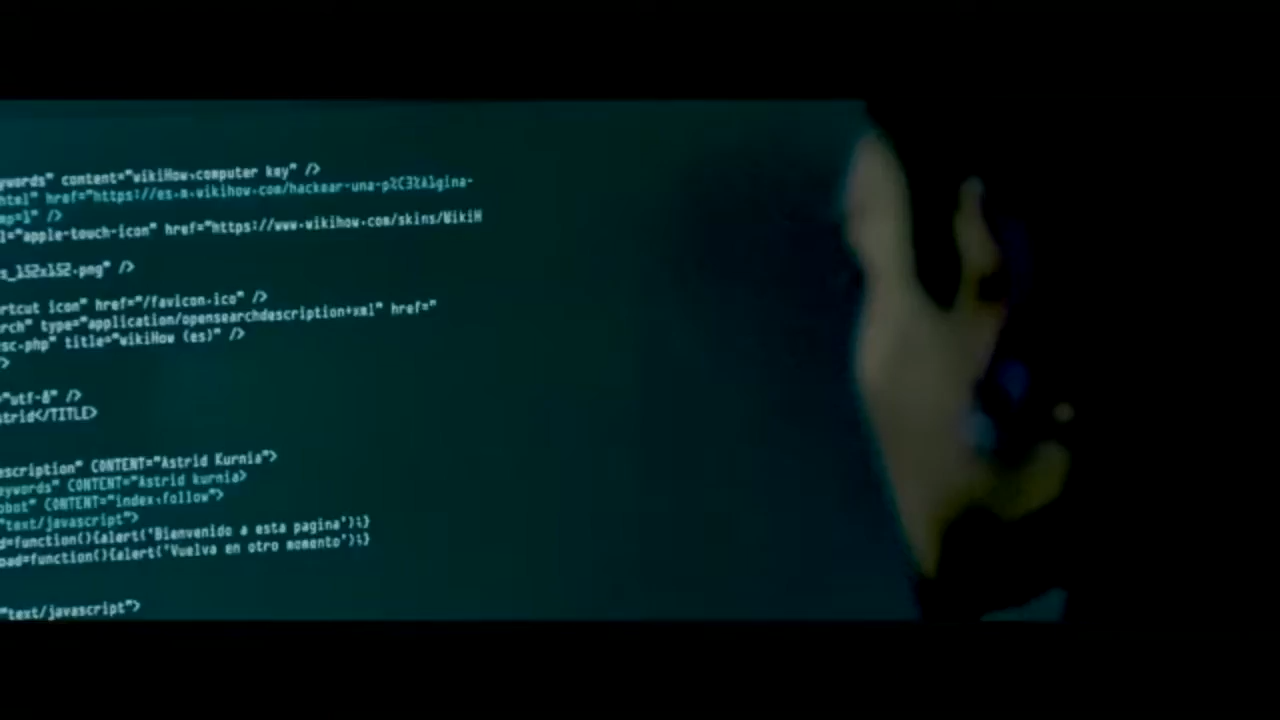 ywords" content="wikiHow,computer key" />
html" href="https://es.m.wikihow.com/hackear-una-p%C3%A1gina-
mp=1" />
l="apple-touch-icon" href="https://www.wikihow.com/skins/WikiH
s_152x152.png" />
rtcut icon" href="/favicon.ico" />
rch" type="application/opensearchdescription+xml" href="
sc.php" title="wikiHow (es)" />
>
="utf-8" />
strid</TITLE>
escription" CONTENT="Astrid Kurnia">
eywords" CONTENT="Astrid kurnia>
obot" CONTENT="index,follow">
"text/javascript">
d=function(){alert('Bienvenido a esta pagina');}
oad=function(){alert('Vuelva en otro momento');}
"text/javascript">